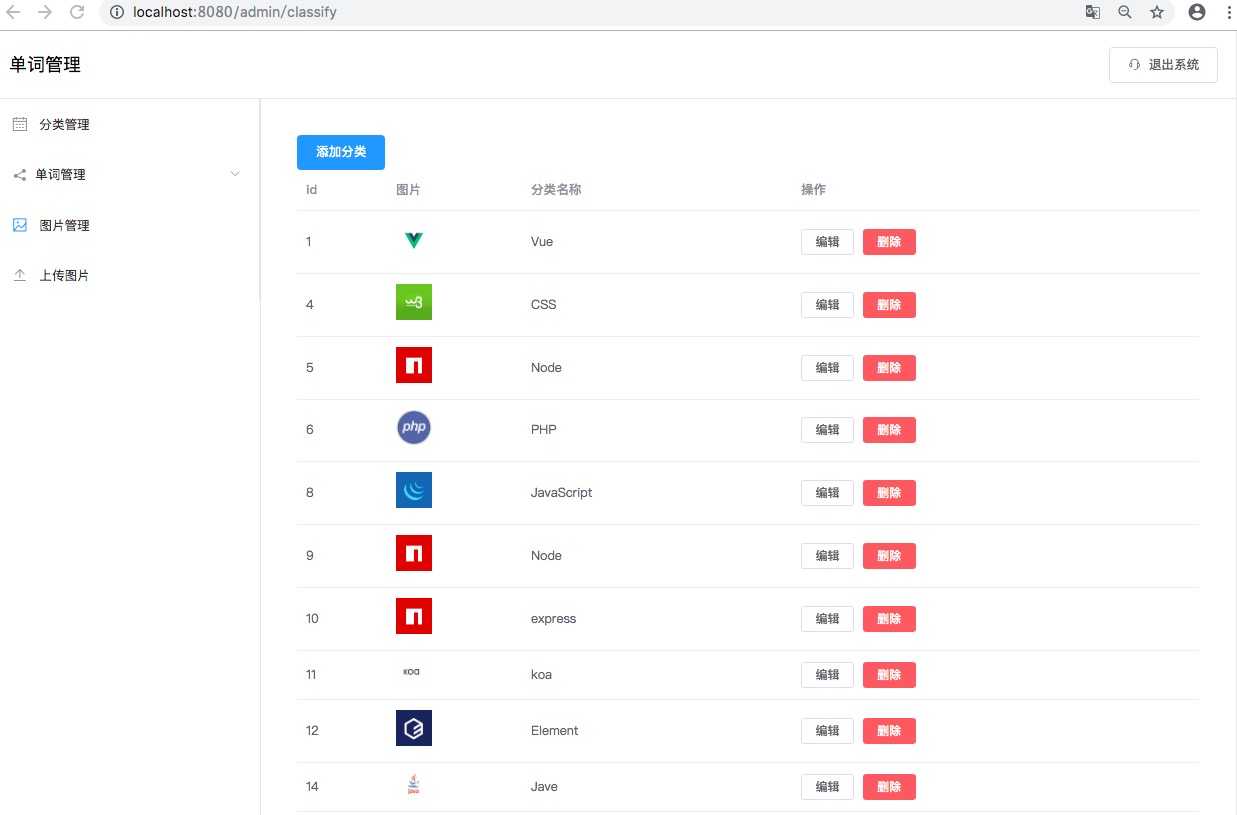 localhost:8080/admin/classify
单词管理
退出系统
分类管理
单词管理
图片管理
上传图片
添加分类
id 图片 分类名称 操作
1 Vue 编辑 删除
4 w3 CSS 编辑 删除
5 n Node 编辑 删除
6 php PHP 编辑 删除
8 JavaScript 编辑 删除
9 n Node 编辑 删除
10 n express 编辑 删除
11 KOA koa 编辑 删除
12 Element 编辑 删除
14 java Jave 编辑 删除